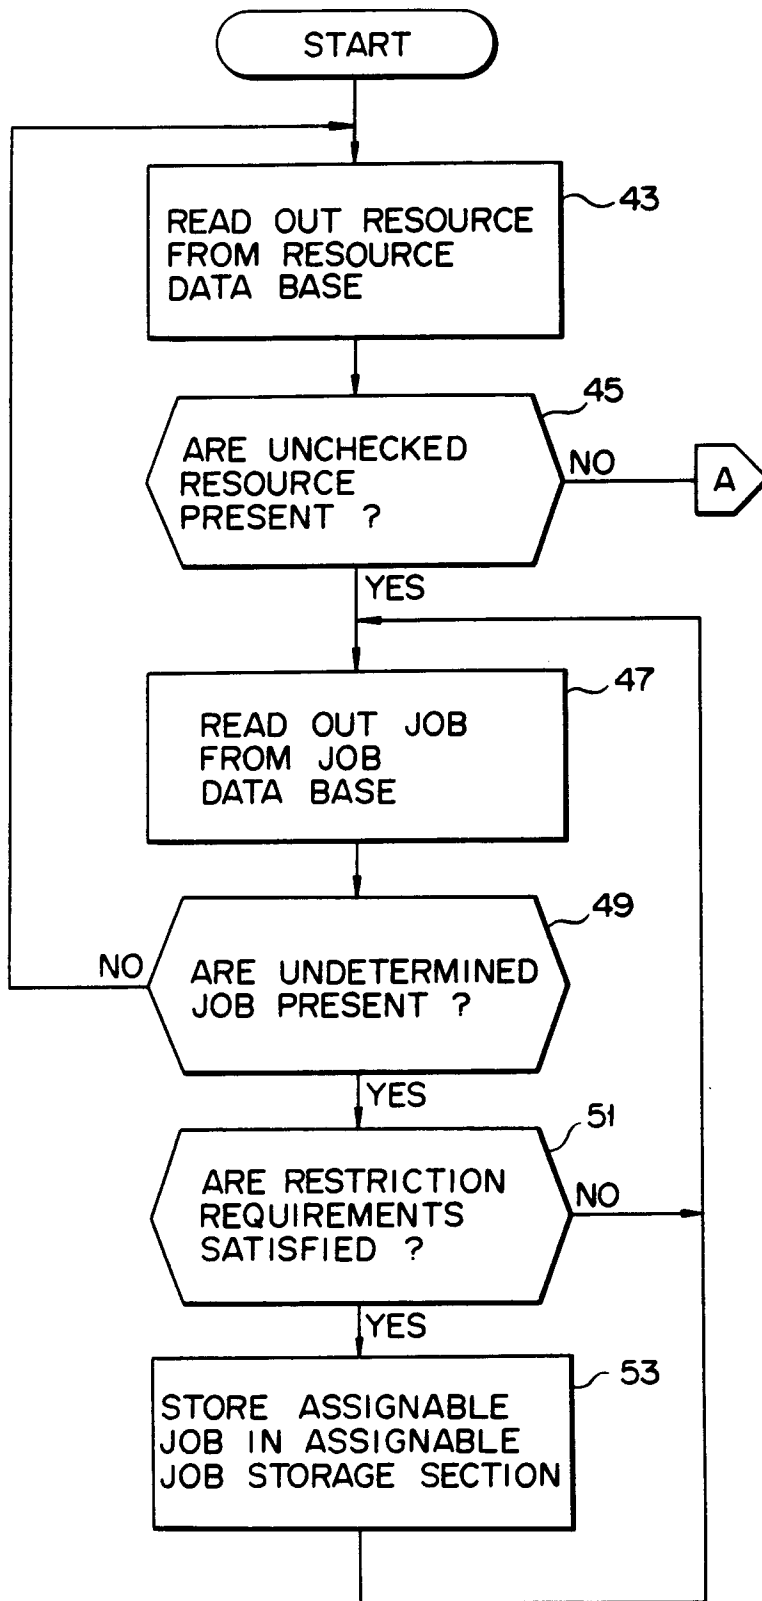 START
READ OUT RESOURCE
FROM RESOURCE
DATA BASE
43
ARE UNCHECKED
RESOURCE
PRESENT ?
45
NO
A
YES
READ OUT JOB
FROM JOB
DATA BASE
47
ARE UNDETERMINED
JOB PRESENT ?
49
NO
YES
ARE RESTRICTION
REQUIREMENTS
SATISFIED ?
51
NO
YES
STORE ASSIGNABLE
JOB IN ASSIGNABLE
JOB STORAGE SECTION
53